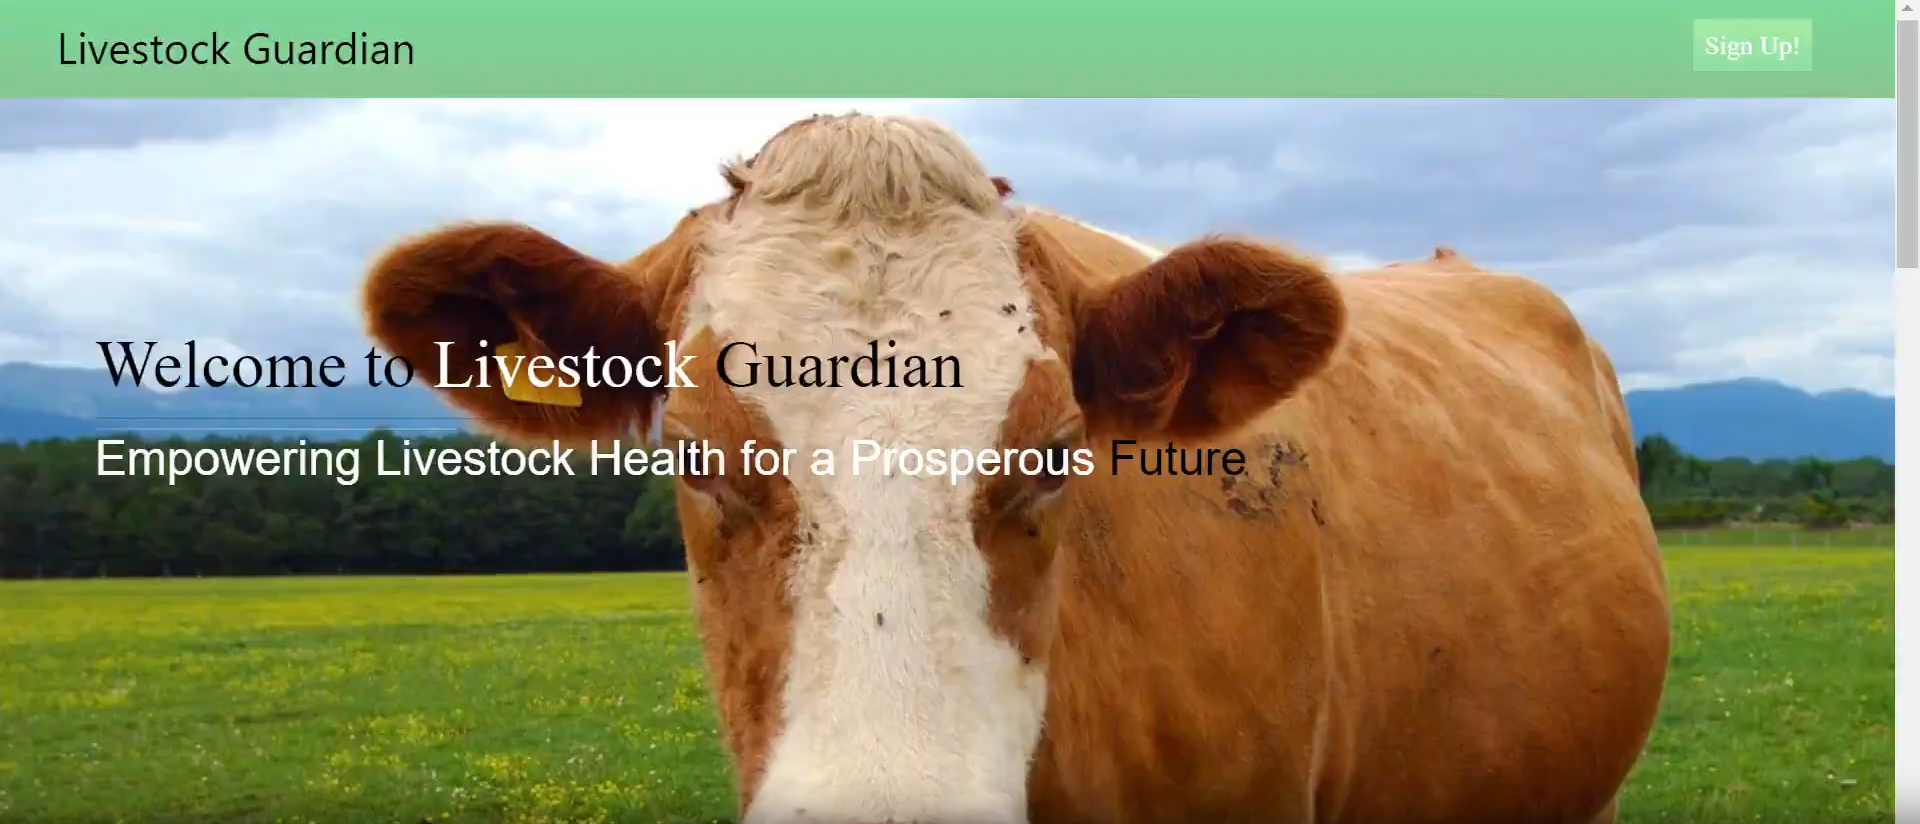 Livestock Guardian
Sign Up!
Welcome to Livestock Guardian
Empowering Livestock Health for a Prosperous Future